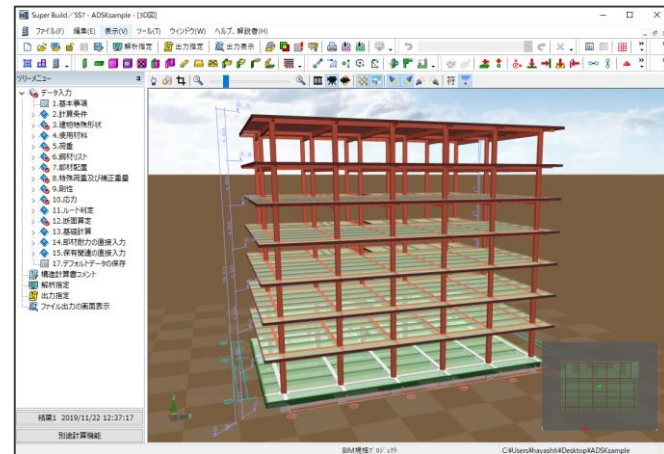 Super Build／SS7 - ADSKsample - [3D図]
ファイル(F) 編集(E) 表示(V) ツール(T) ウィンドウ(W) ヘルプ、解説書(H)
解析指定 出力指定 出力表示
ツリーメニュー
データ入力
1.基本事項
2.計算条件
3.建物特殊形状
4.使用材料
5.荷重
6.鋼材リスト
7.部材配置
8.特殊荷重及び補正重量
9.剛性
10.応力
11.ルート判定
12.断面算定
13.基礎計算
14.部材耐力の直接入力
15.保有関連の直接入力
17.デフォルトデータの保存
構造計算書コメント
解析指定
出力指定
ファイル出力の画面表示
結果1 2019/11/22 12:37:17
別途計算機能
BIM規格プロジェクト C:¥Users¥hayashh¥Desktop¥ADSKsample